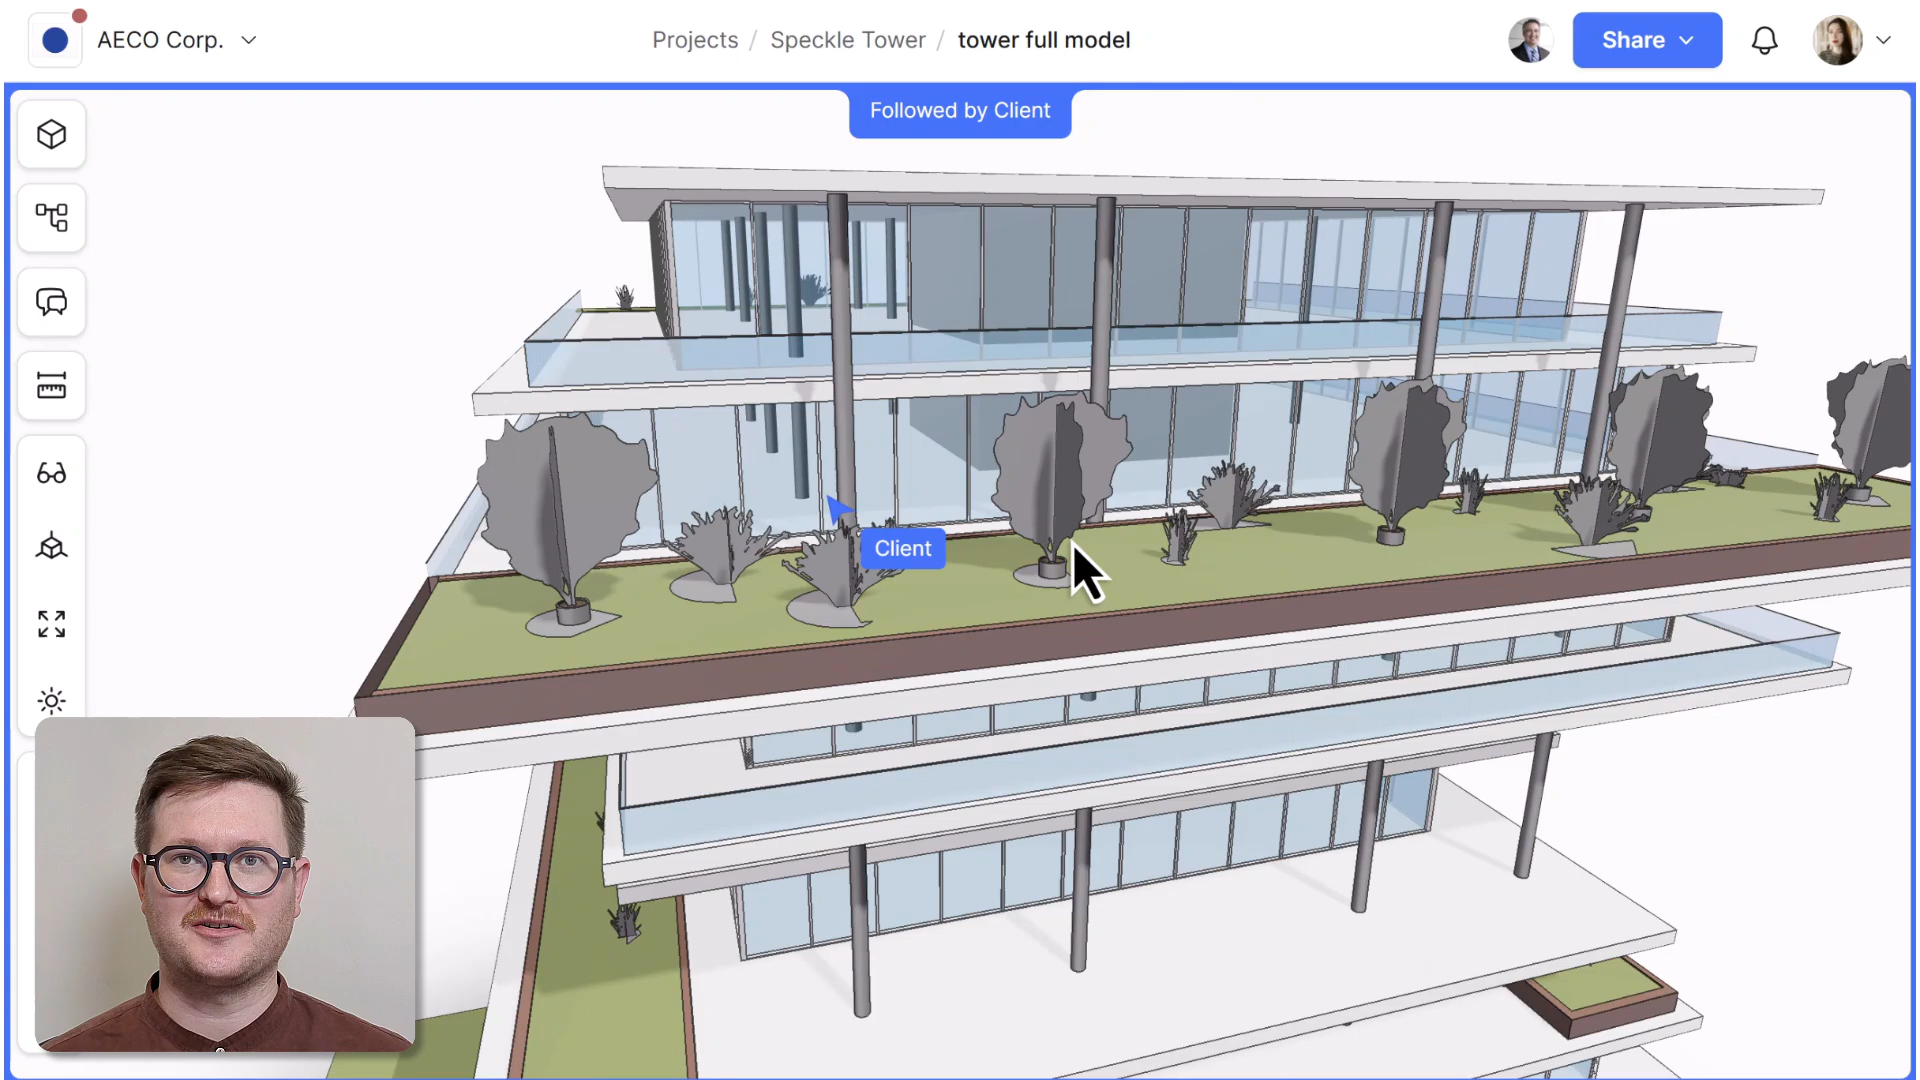 AECO Corp.
Projects / Speckle Tower / tower full model
Share
Followed by Client
Client